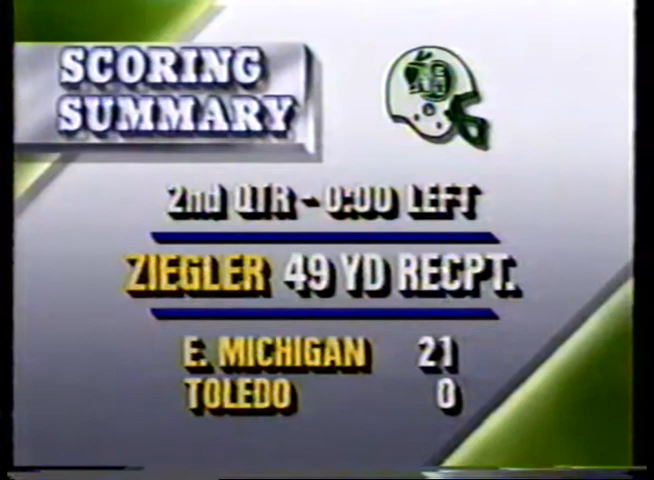 SCORING
SUMMARY
2nd QTR - 0:00 LEFT
ZIEGLER 49 YD RECPT.
E. MICHIGAN 21
TOLEDO 0